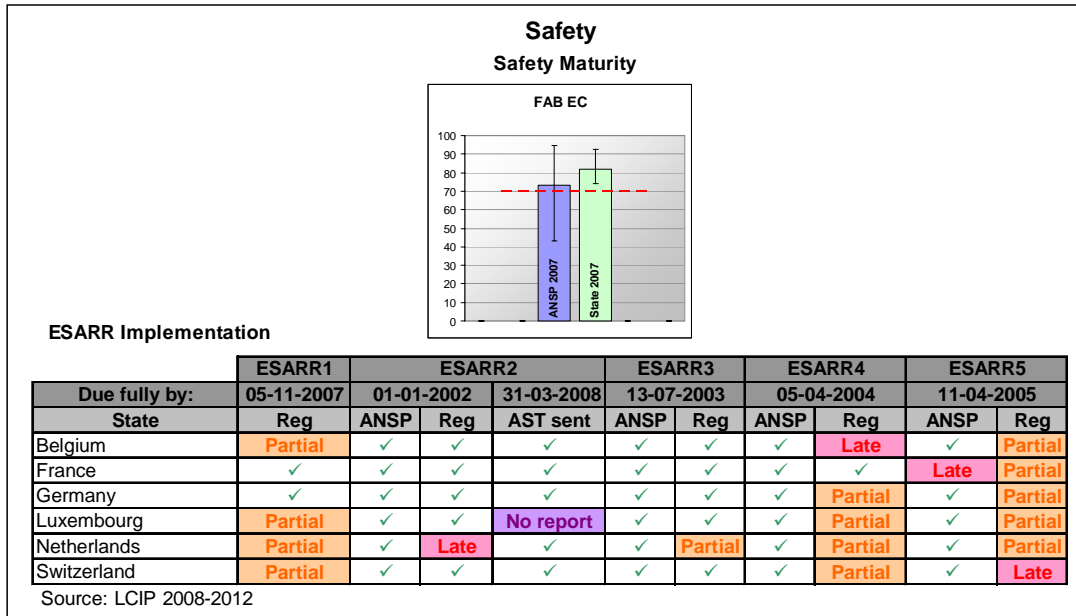 Safety
Safety Maturity
FAB EC
100
90
80
70
60
50
40
30
20
10
0
ANSP 2007
State 2007
ESARR Implementation
ESARR1 ESARR2 ESARR3 ESARR4 ESARR5
Due fully by: 05-11-2007 01-01-2002 31-03-2008 13-07-2003 05-04-2004 11-04-2005
State Reg ANSP Reg AST sent ANSP Reg ANSP Reg ANSP Reg
Belgium Partial ✓ ✓ ✓ ✓ ✓ ✓ Late ✓ Partial
France ✓ ✓ ✓ ✓ ✓ ✓ ✓ ✓ Late Partial
Germany ✓ ✓ ✓ ✓ ✓ ✓ ✓ Partial ✓ Partial
Luxembourg Partial ✓ ✓ No report ✓ ✓ ✓ Partial ✓ Partial
Netherlands Partial ✓ Late ✓ ✓ Partial ✓ Partial ✓ Partial
Switzerland Partial ✓ ✓ ✓ ✓ ✓ ✓ Partial ✓ Late
Source: LCIP 2008-2012